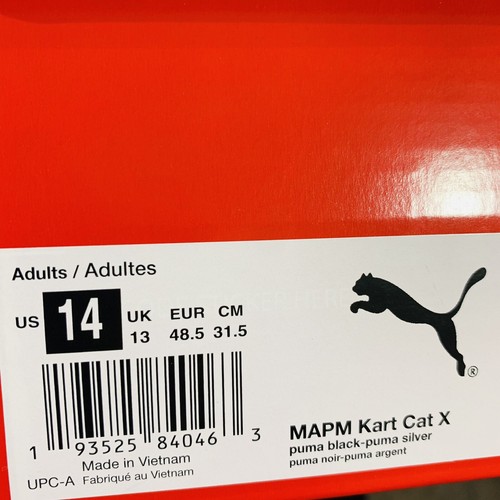 Adults / Adultes
US 14 UK EUR CM
13 48.5 31.5
1 93525 84046 3
Made in Vietnam
UPC-A Fabriqué au Vietnam
®
MAPM Kart Cat X
puma black-puma silver
puma noir-puma argent